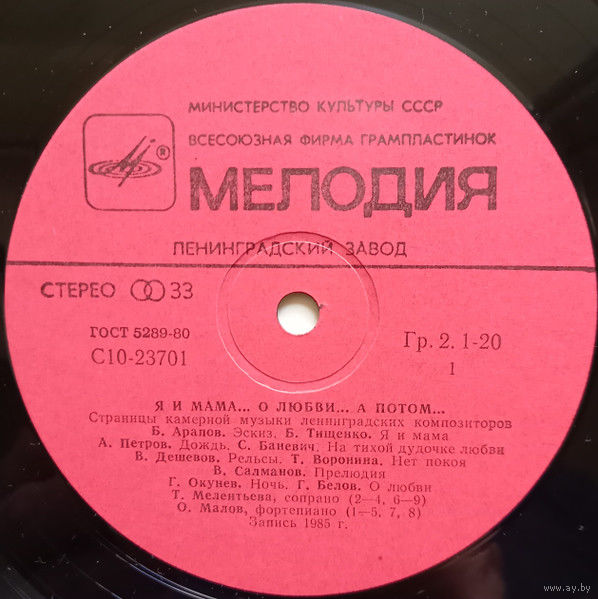 МИНИСТЕРСТВО КУЛЬТУРЫ СССР
ВСЕСОЮЗНАЯ ФИРМА ГРАМПЛАСТИНОК
®
МЕЛОДИЯ
ЛЕНИНГРАДСКИЙ ЗАВОД
СТЕРЕО 33
ГОСТ 5289-80
С10-23701
Гр. 2. 1-20
1
Я И МАМА... О ЛЮБВИ... А ПОТОМ...
Страницы камерной музыки ленинградских композиторов
Б. Арапов. Эскиз. Б. Тищенко. Я и мама
А. Петров. Дождь. С. Баневич. На тихой дудочке любви
В. Дешевов. Рельсы. Т. Воронина. Нет покоя
В. Салманов. Прелюдия
Г. Окунев. Ночь. Г. Белов. О любви
Т. Мелентьева, сопрано (2—4, 6—9)
О. Малов, фортепиано (1—5, 7, 8)
Запись 1985 г.
www.ay.by